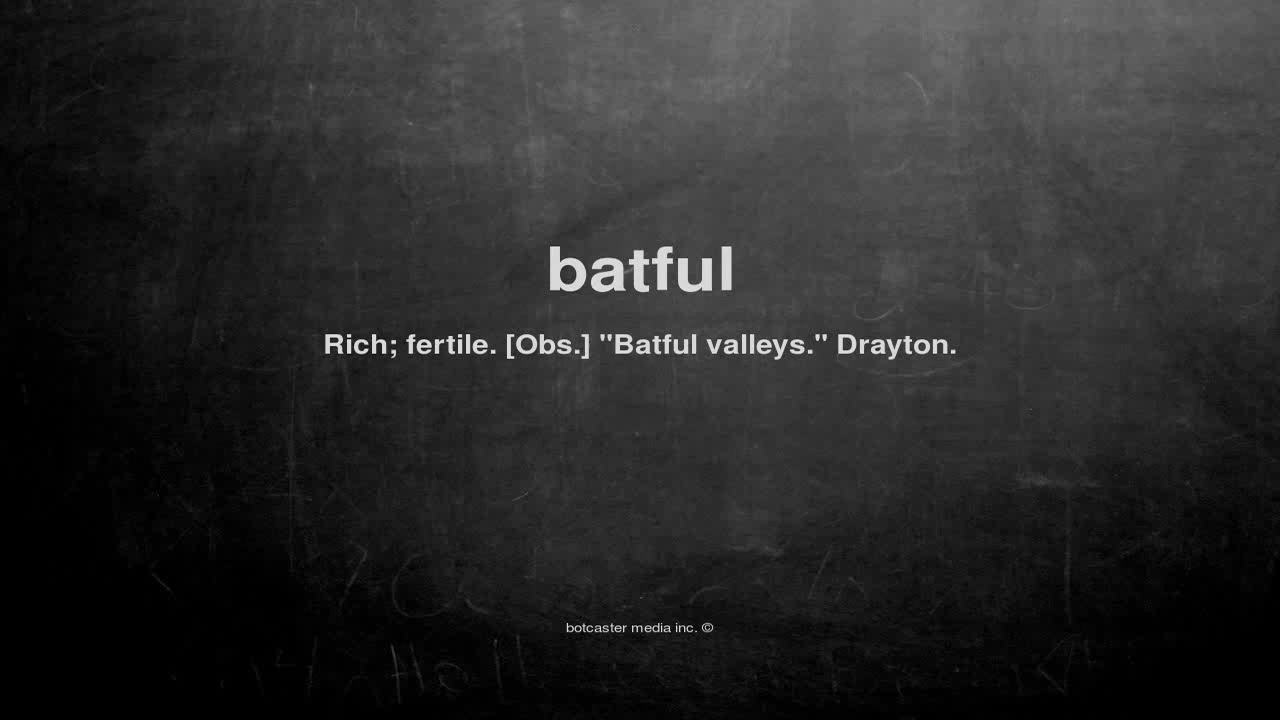 batful
Rich; fertile. [Obs.] "Batful valleys." Drayton.
botcaster media inc. ©